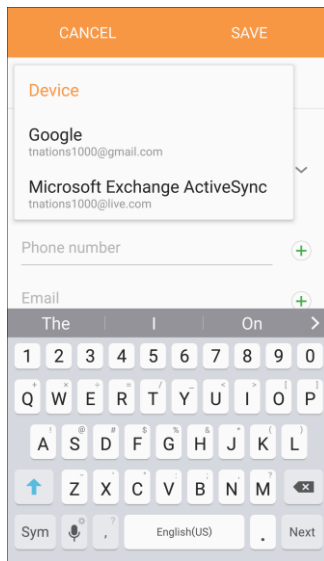 CANCEL SAVE
Device
Google
tnations1000@gmail.com
Microsoft Exchange ActiveSync
tnations1000@live.com
Phone number
Email
The I On
1 2 3 4 5 6 7 8 9 0
Q W E R T Y U I O P
A S D F G H J K L
Z X C V B N M
Sym , English(US) . Next